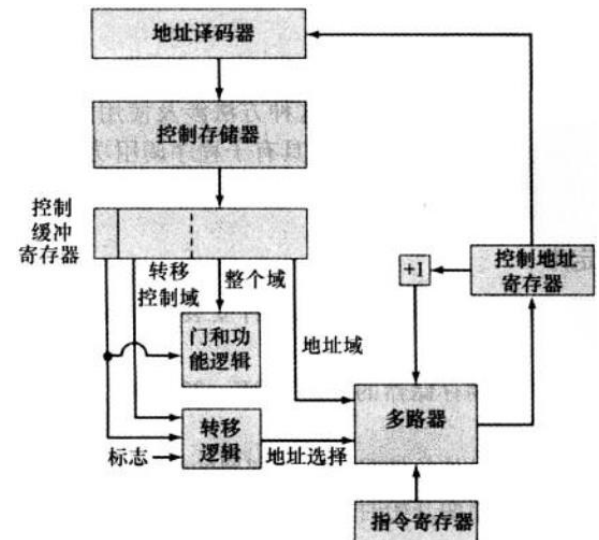 地址译码器
控制存储器
控制
缓冲
寄存器
转移
控制域
整个域
+1
控制地址
寄存器
门和功
能逻辑
地址域
多路器
标志
转移
逻辑
地址选择
指令寄存器